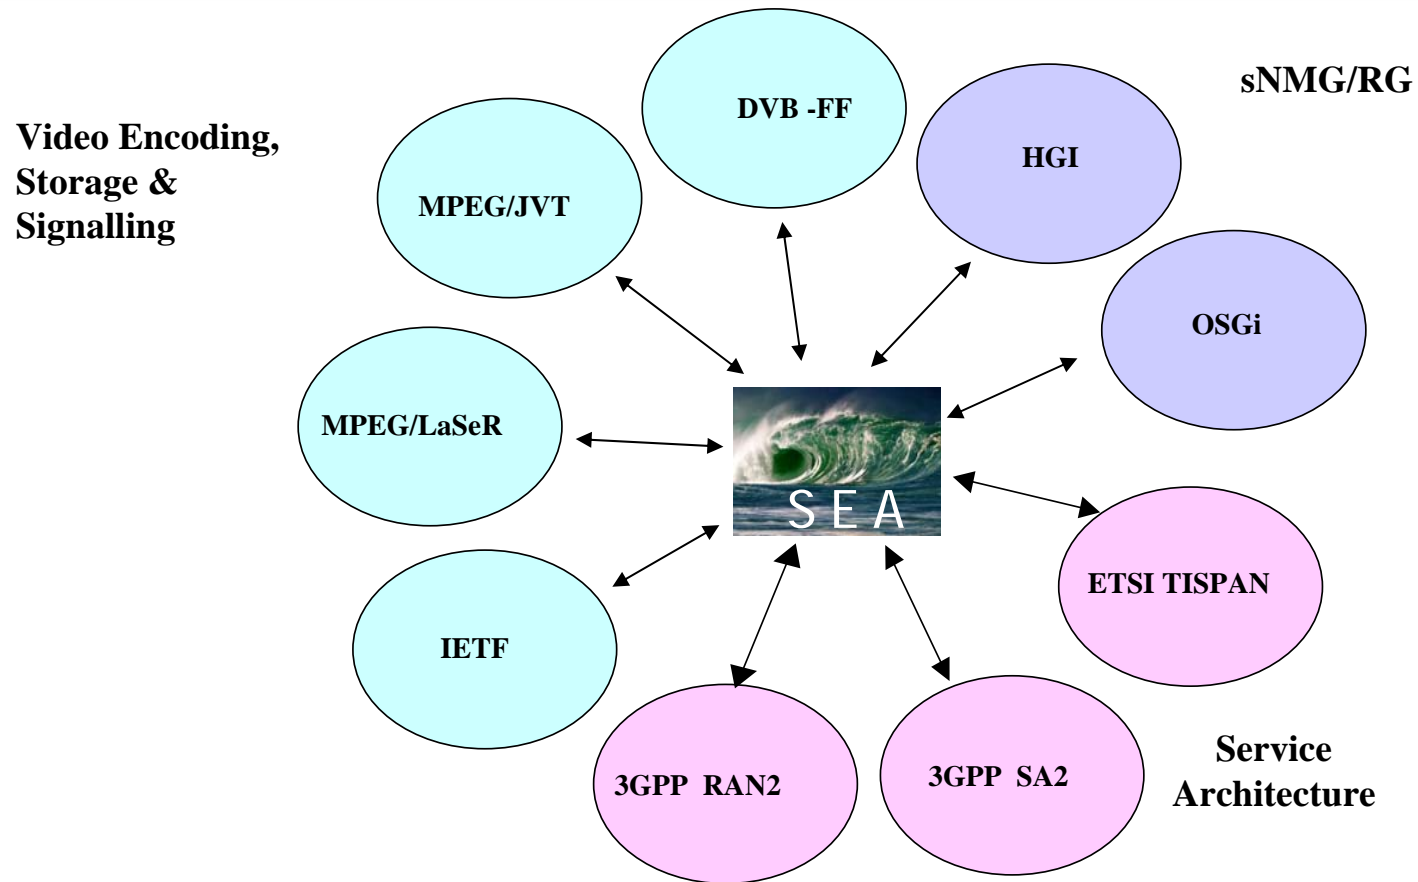 DVB -FF
sNMG/RG
Video Encoding,
Storage &
Signalling
HGI
MPEG/JVT
OSGi
MPEG/LaSeR
S E A
ETSI TISPAN
IETF
3GPP RAN2
3GPP SA2
Service
Architecture